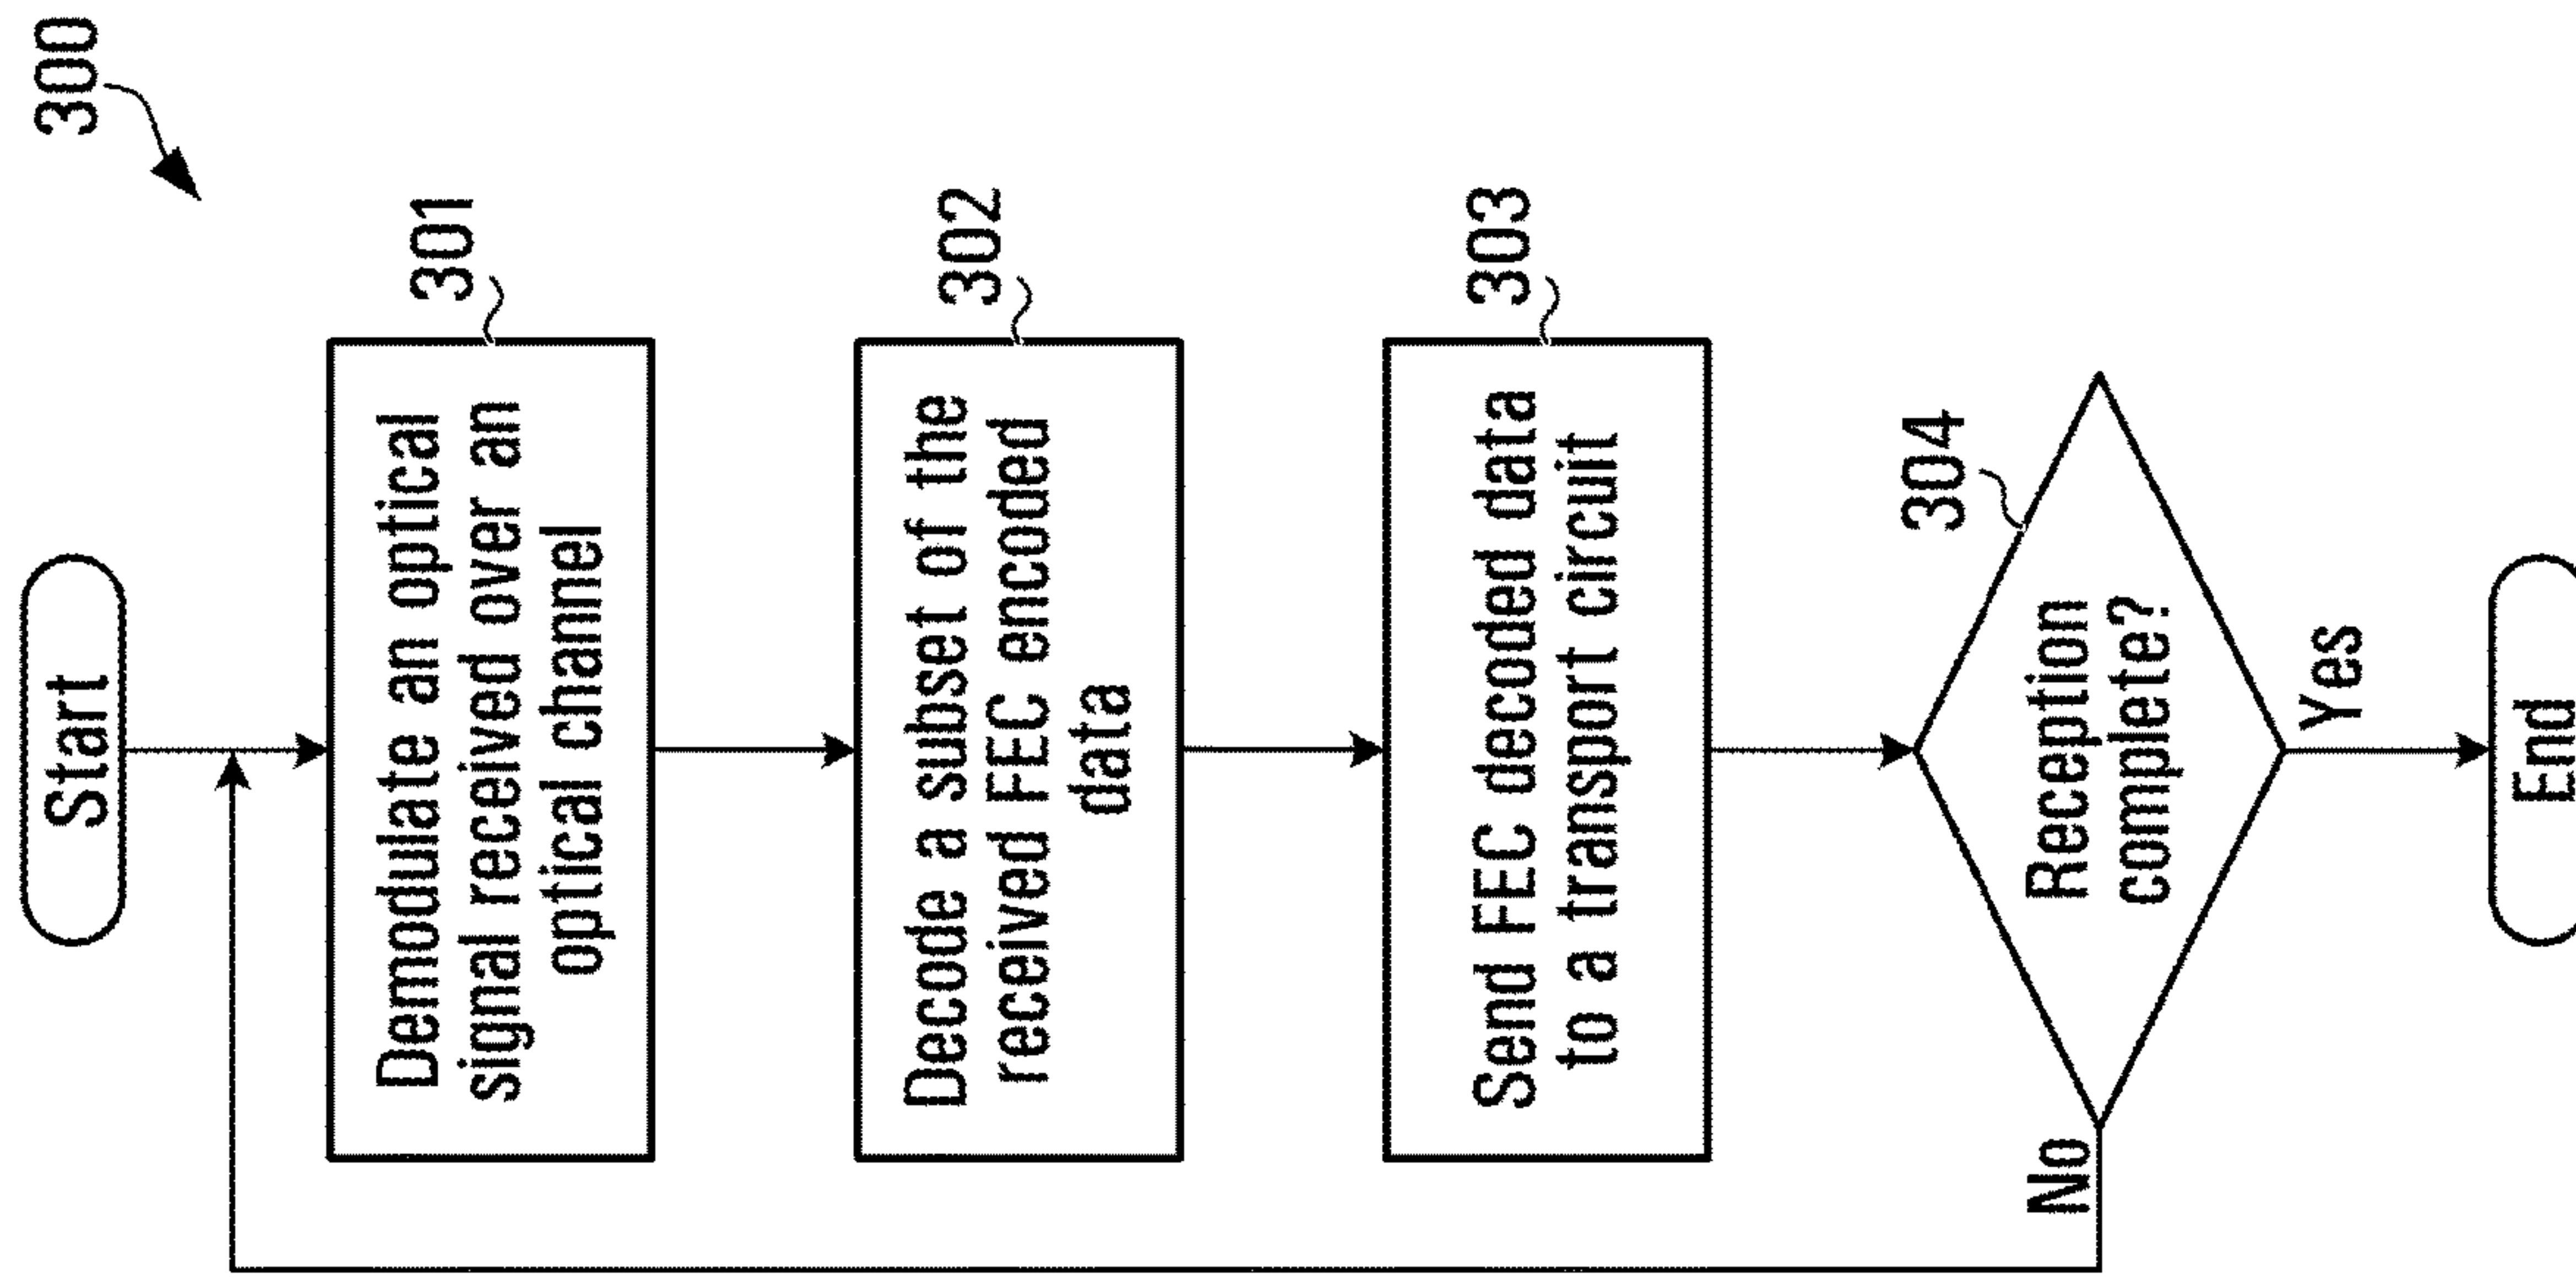 300
Start
301
Demodulate an optical
signal received over an
optical channel
302
Decode a subset of the
received FEC encoded
data
303
Send FEC decoded data
to a transport circuit
304
Reception
complete?
No
Yes
End